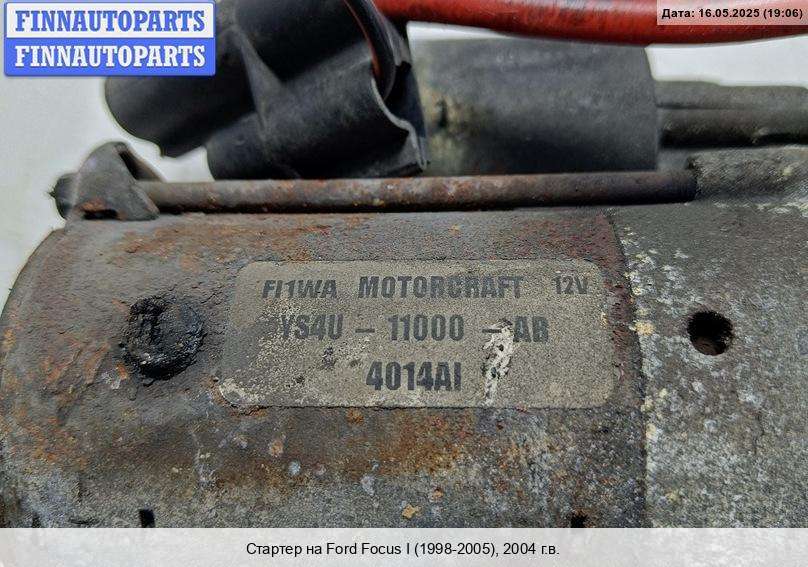 FINNAUTOPARTS
FINNAUTOPARTS
Дата: 16.05.2025 (19:06)
F11WA MOTORCRAFT 12V
YS4U - 11000 - AB
4014AI
Стартер на Ford Focus I (1998-2005), 2004 г.в.